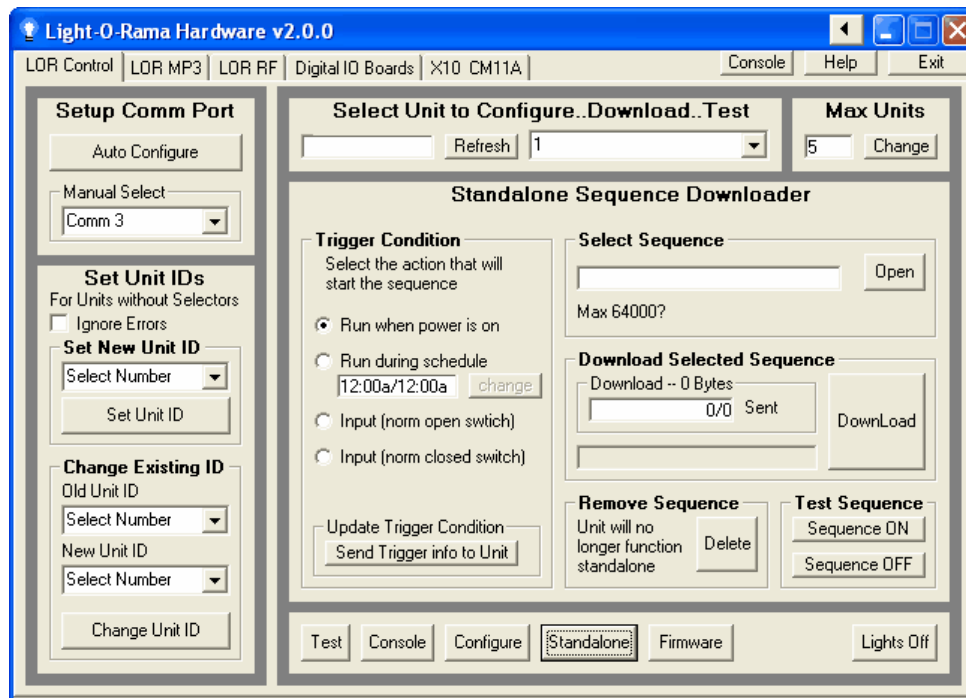 Light-O-Rama Hardware v2.0.0
LOR Control LOR MP3 LOR RF Digital IO Boards X10 CM11A Console Help Exit
Setup Comm Port
Auto Configure
Manual Select
Comm 3
Set Unit IDs
For Units without Selectors
Ignore Errors
Set New Unit ID
Select Number
Set Unit ID
Change Existing ID
Old Unit ID
Select Number
New Unit ID
Select Number
Change Unit ID
Select Unit to Configure..Download..Test
Refresh 1
Max Units
5 Change
Standalone Sequence Downloader
Trigger Condition
Select the action that will
start the sequence
Run when power is on
Run during schedule
12:00a/12:00a change
Input (norm open swtich)
Input (norm closed switch)
Update Trigger Condition
Send Trigger info to Unit
Select Sequence
Open
Max 64000?
Download Selected Sequence
Download -- 0 Bytes
0/0 Sent
DownLoad
Remove Sequence
Unit will no
longer function
standalone
Delete
Test Sequence
Sequence ON
Sequence OFF
Test Console Configure Standalone Firmware Lights Off